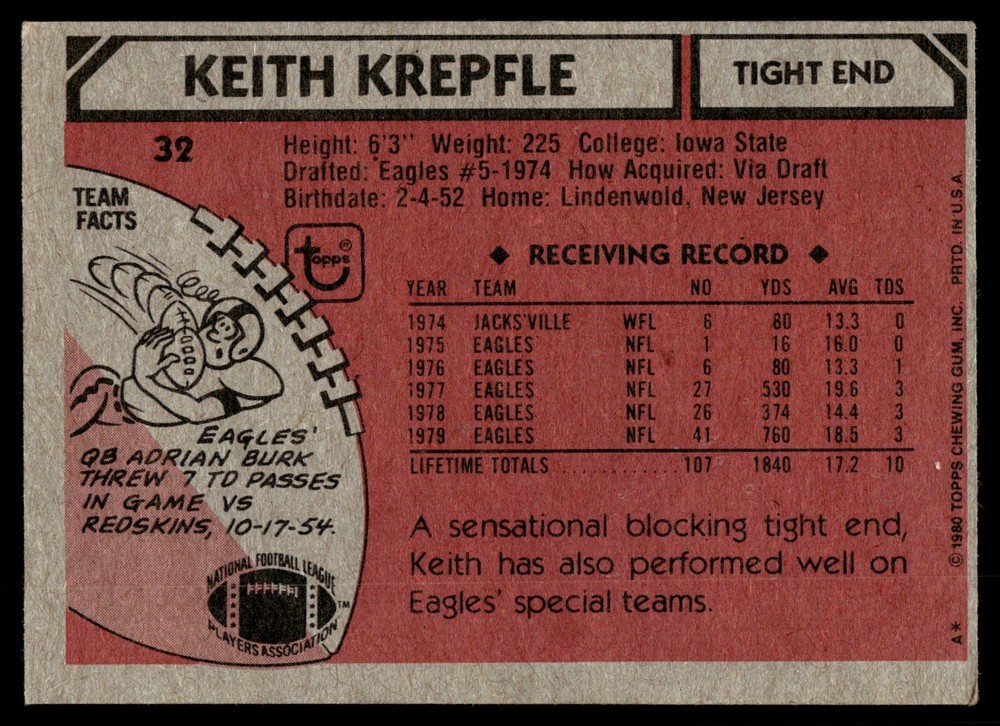 KEITH KREPFLE
TIGHT END
32
Height: 6'3" Weight: 225 College: Iowa State
Drafted: Eagles #5-1974 How Acquired: Via Draft
Birthdate: 2-4-52 Home: Lindenwold, New Jersey
TEAM
FACTS
topps®
◆ RECEIVING RECORD ◆
YEAR TEAM NO YDS AVG TDS
1974 JACKS'VILLE WFL 6 80 13.3 0
1975 EAGLES NFL 1 16 16.0 0
1976 EAGLES NFL 6 80 13.3 1
1977 EAGLES NFL 27 530 19.6 3
1978 EAGLES NFL 26 374 14.4 3
1979 EAGLES NFL 41 760 18.5 3
LIFETIME TOTALS ............ 107 1840 17.2 10
EAGLES'
QB ADRIAN BURK
THREW 7 TD PASSES
IN GAME VS
REDSKINS, 10-17-54.
A sensational blocking tight end,
Keith has also performed well on
Eagles' special teams.
NATIONAL FOOTBALL LEAGUE
PLAYERS ASSOCIATION
TM
A* © 1980 TOPPS CHEWING GUM, INC. PRTD. IN U.S.A.